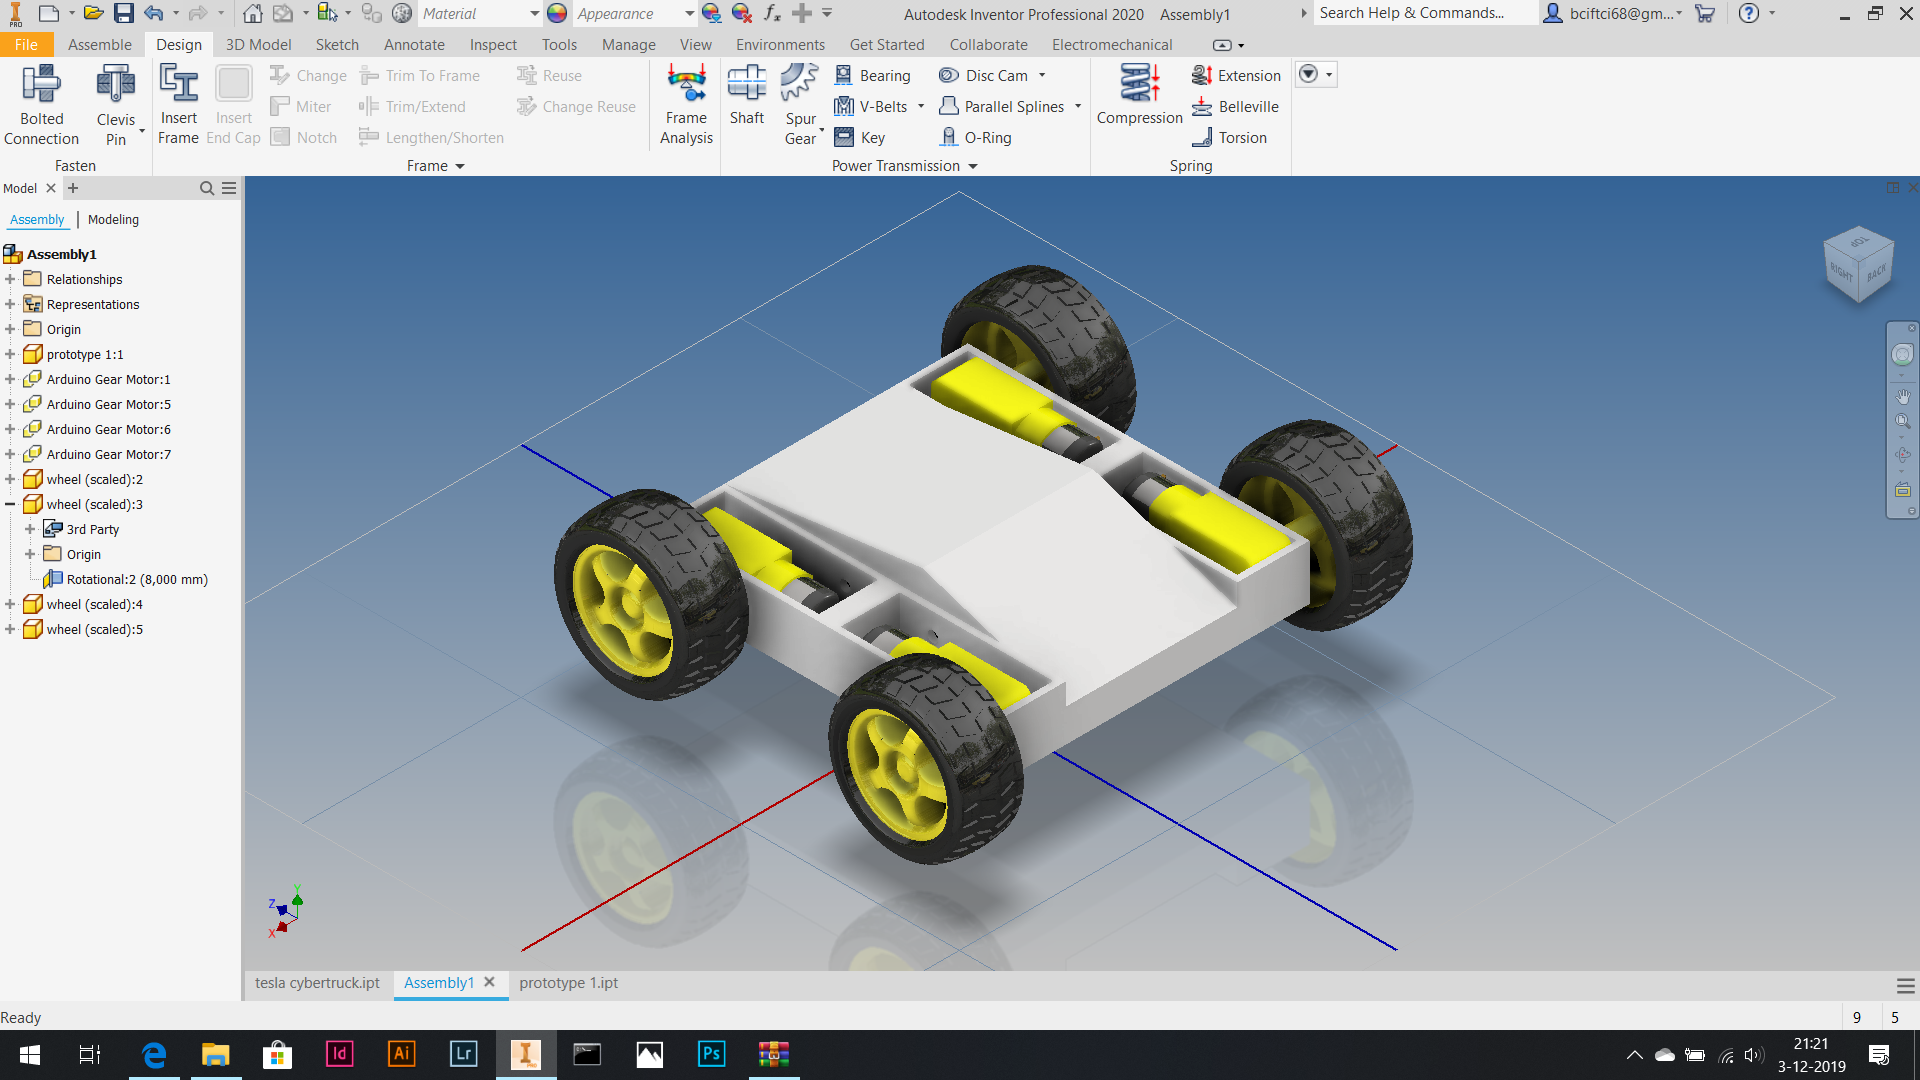 Material
Appearance
fx
Autodesk Inventor Professional 2020 Assembly1
Search Help & Commands...
bciftci68@gm...
PRO
File Assemble Design 3D Model Sketch Annotate Inspect Tools Manage View Environments Get Started Collaborate Electromechanical
Bolted Connection
Clevis Pin
Fasten
Insert Frame
Insert End Cap
Change
Miter
Notch
Trim To Frame
Trim/Extend
Lengthen/Shorten
Reuse
Change Reuse
Frame
Frame Analysis
Shaft
Spur Gear
Bearing
V-Belts
Key
Disc Cam
Parallel Splines
O-Ring
Power Transmission
Compression
Extension
Belleville
Torsion
Spring
Model
Assembly | Modeling
Assembly1
Relationships
Representations
Origin
prototype 1:1
Arduino Gear Motor:1
Arduino Gear Motor:5
Arduino Gear Motor:6
Arduino Gear Motor:7
wheel (scaled):2
wheel (scaled):3
3rd Party
Origin
Rotational:2 (8,000 mm)
wheel (scaled):4
wheel (scaled):5
TOP
RIGHT
BACK
Y
Z
X
tesla cybertruck.ipt Assembly1 prototype 1.ipt
Ready
9 5
Id
Ai
Lr
I
PRO
Ps
21:21
3-12-2019